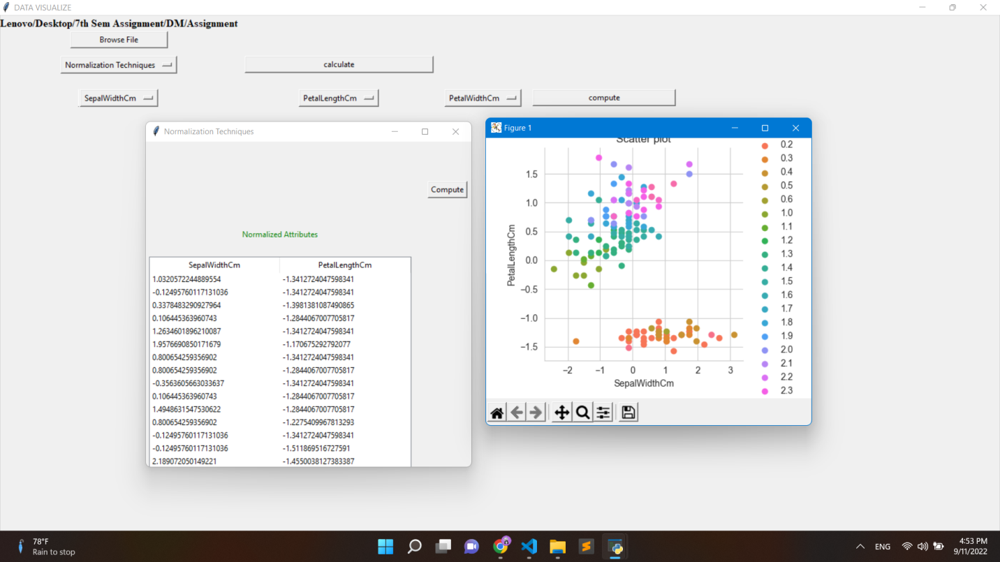 DATA VISUALIZE
Lenovo/Desktop/7th Sem Assignment/DM/Assignment
Browse File
Normalization Techniques
calculate
SepalWidthCm
PetalLengthCm
PetalWidthCm
compute
Normalization Techniques
Compute
Normalized Attributes
SepalWidthCm PetalLengthCm
1.0320572244889554 -1.3412724047598341
-0.12495760117131036 -1.3412724047598341
0.3378483290927964 -1.3981381087490865
0.106445363960743 -1.2844067007705817
1.2634601896210087 -1.3412724047598341
1.9576690850171679 -1.170675292792077
0.800654259356902 -1.3412724047598341
0.800654259356902 -1.2844067007705817
-0.3563605663033637 -1.3412724047598341
0.106445363960743 -1.2844067007705817
1.4948631547530622 -1.2844067007705817
0.800654259356902 -1.2275409967813293
-0.12495760117131036 -1.3412724047598341
-0.12495760117131036 -1.511869516727591
2.189072050149221 -1.4550038127383387
Figure 1
Scatter plot
1.5
1.0
0.5
0.0
−0.5
−1.0
−1.5
PetalLengthCm
−2 −1 0 1 2 3
SepalWidthCm
0.2
0.3
0.4
0.5
0.6
1.0
1.1
1.2
1.3
1.4
1.5
1.6
1.7
1.8
1.9
2.0
2.1
2.2
2.3
78°F
Rain to stop
ENG
4:53 PM
9/11/2022